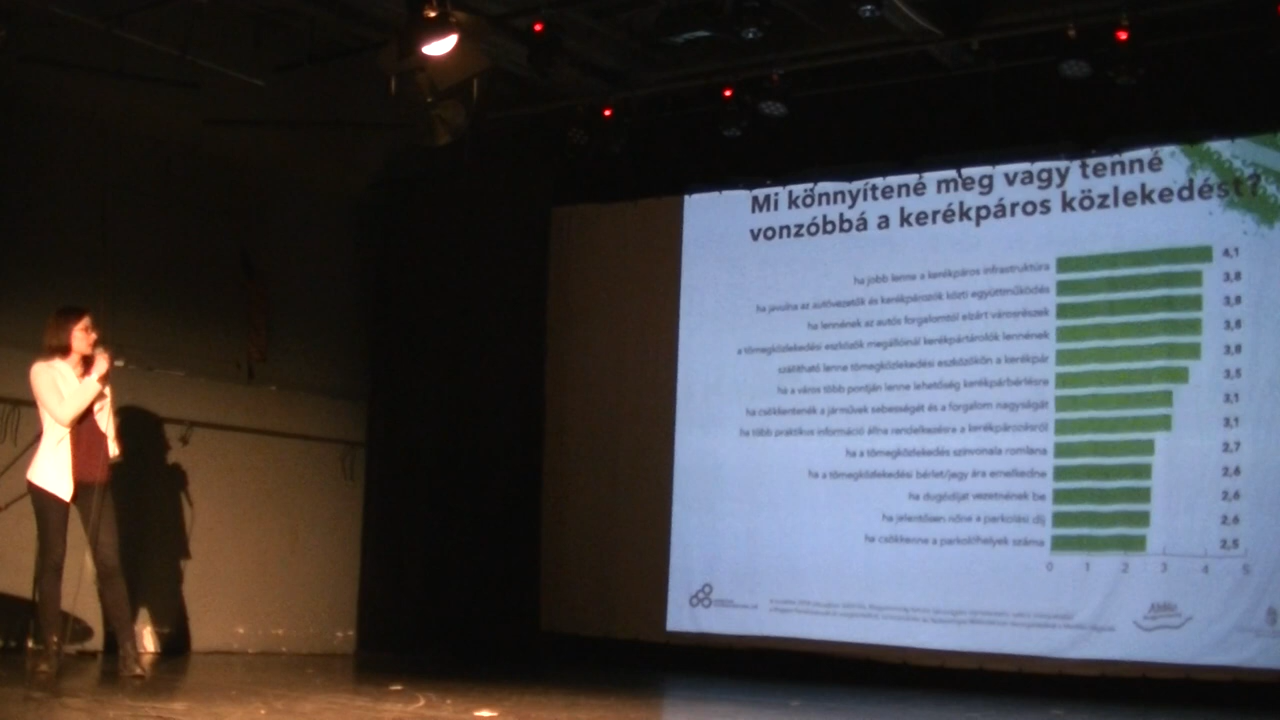 Mi könnyítené meg vagy tenné
vonzóbbá a kerékpáros közlekedést?
ha jobb lenne a kerékpáros infrastruktúra 4,1
ha javulna az autóvezetők és kerékpározók közti együttműködés 3,8
ha lennének az autós forgalomtól elzárt városrészek 3,8
a tömegközlekedési eszközök megállóinál kerékpártárolók lennének 3,8
szállítható lenne tömegközlekedési eszközökön a kerékpár 3,8
ha a város több pontján lenne lehetőség kerékpárbérlésre 3,5
ha csökkentenék a járművek sebességét és a forgalom nagyságát 3,1
ha több praktikus információ állna rendelkezésre a kerékpározásról 3,1
ha a tömegközlekedés színvonala romlana 2,7
ha a tömegközlekedési bérlet/jegy ára emelkedne 2,6
ha dugódíjat vezetnének be 2,6
ha jelentősen nőne a parkolási díj 2,6
ha csökkenne a parkolóhelyek száma 2,5
0 1 2 3 4 5